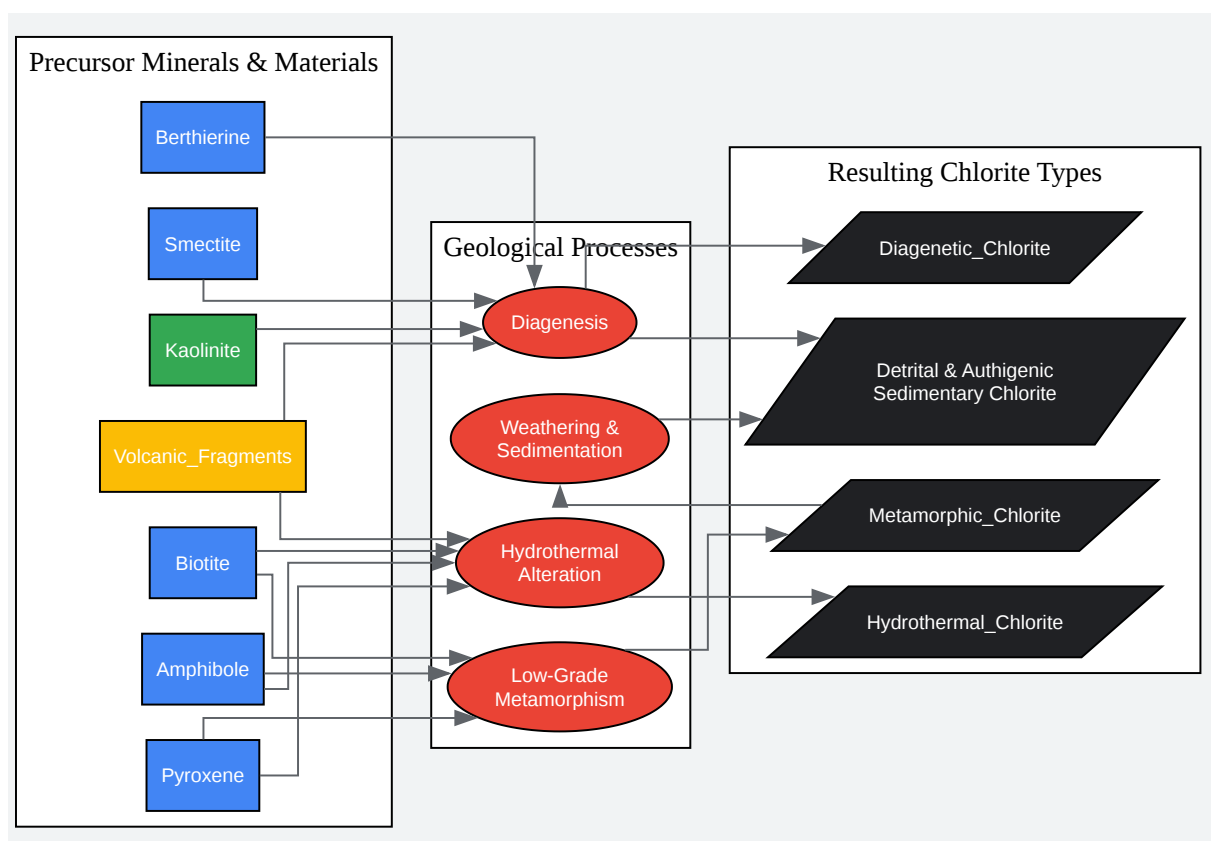 Precursor Minerals & Materials
Berthierine
Smectite
Kaolinite
Volcanic_Fragments
Biotite
Amphibole
Pyroxene
Geological Processes
Diagenesis
Weathering &
Sedimentation
Hydrothermal
Alteration
Low-Grade
Metamorphism
Resulting Chlorite Types
Diagenetic_Chlorite
Detrital & Authigenic
Sedimentary Chlorite
Metamorphic_Chlorite
Hydrothermal_Chlorite